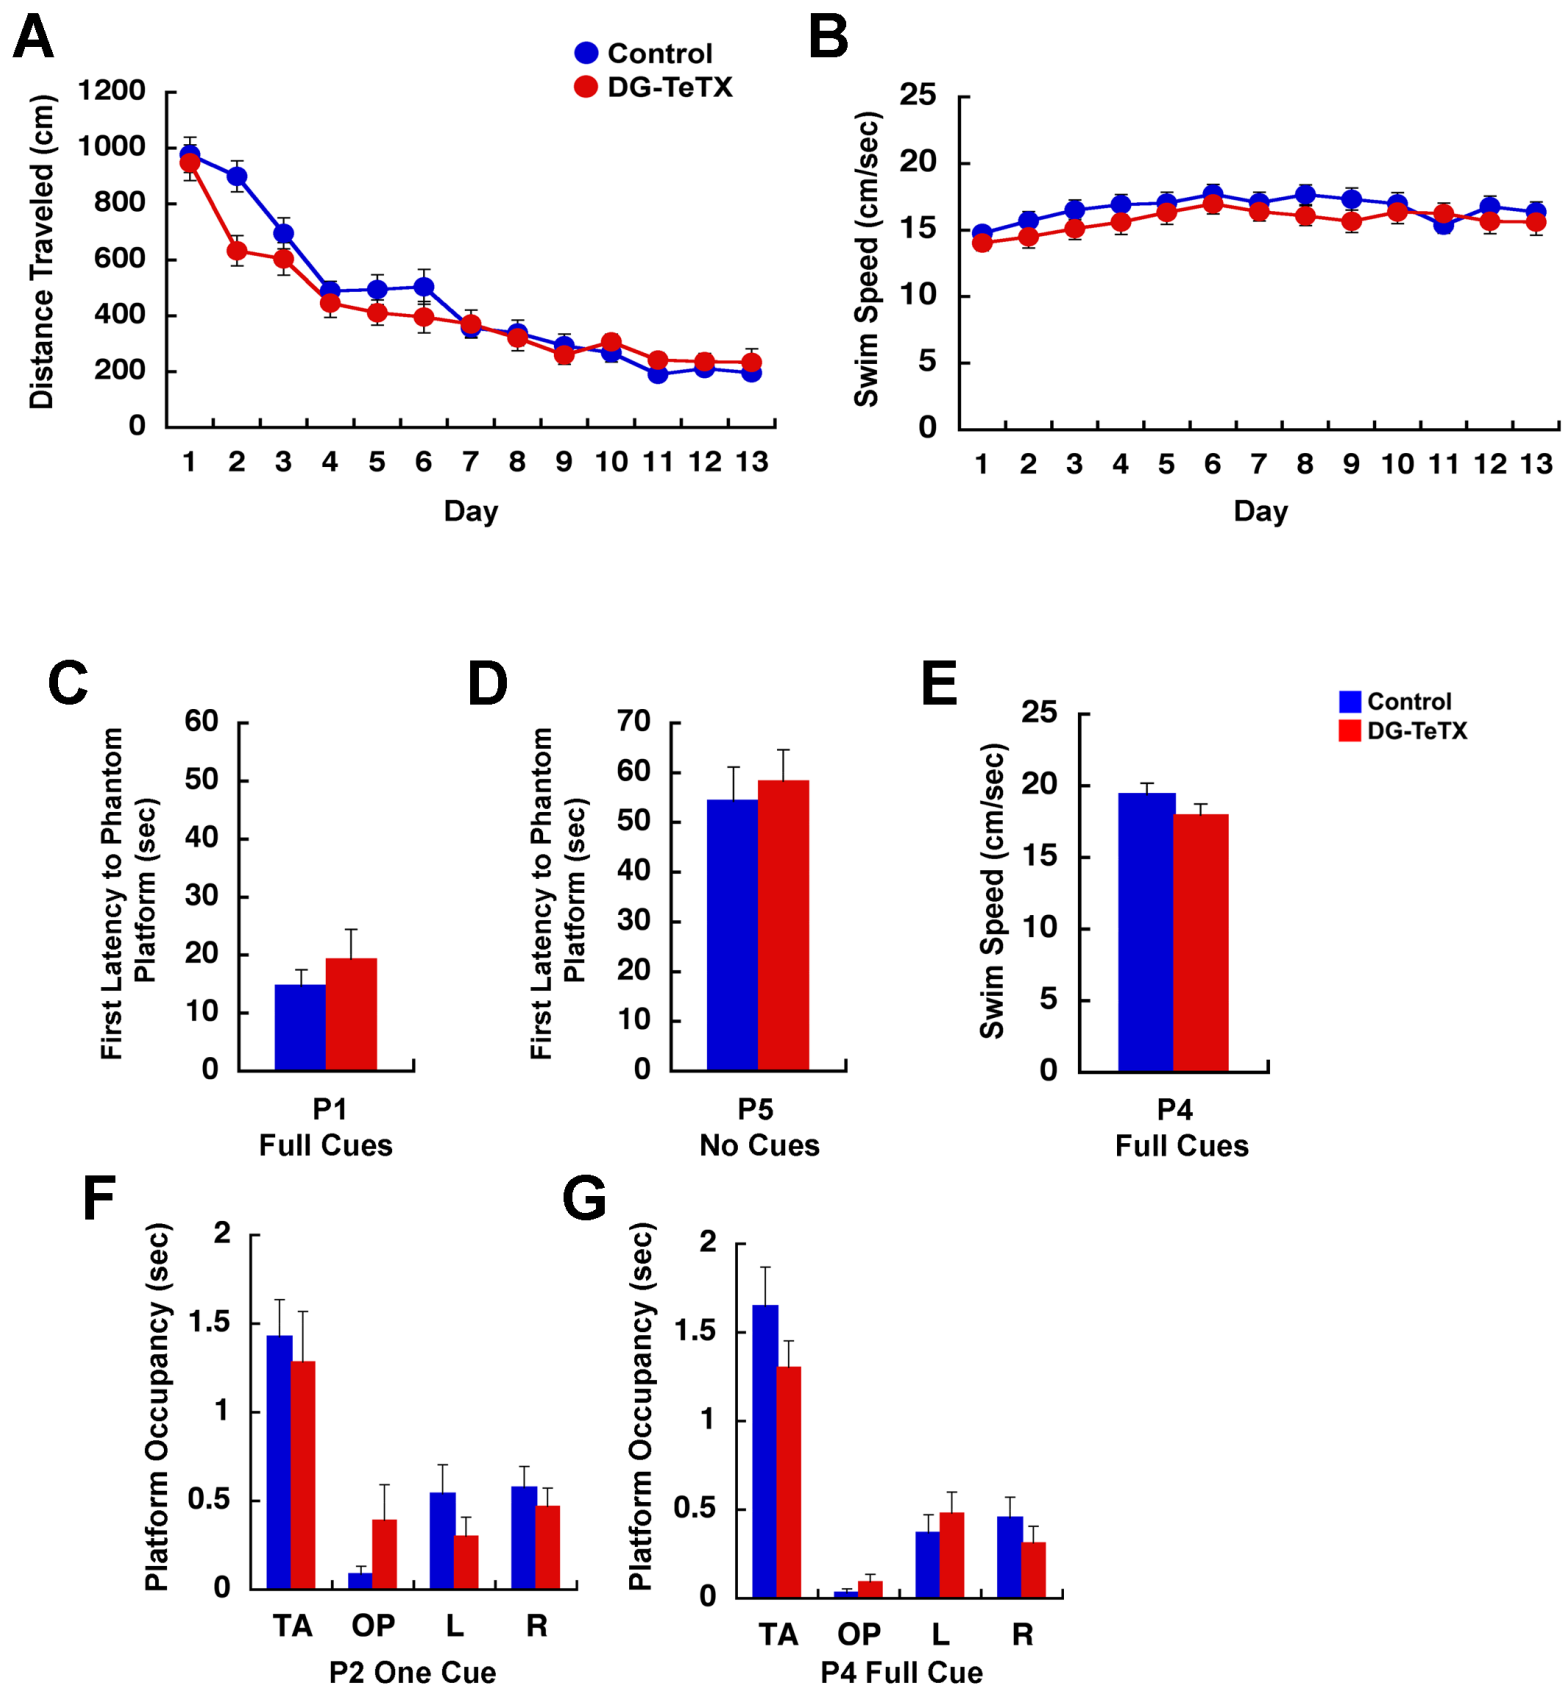 A
Control
DG-TeTX
Distance Traveled (cm)
1200
1000
800
600
400
200
0
1 2 3 4 5 6 7 8 9 10 11 12 13
Day
B
Swim Speed (cm/sec)
25
20
15
10
5
0
1 2 3 4 5 6 7 8 9 10 11 12 13
Day
C
First Latency to Phantom
Platform (sec)
60
50
40
30
20
10
0
P1
Full Cues
D
First Latency to Phantom
Platform (sec)
70
60
50
40
30
20
10
0
P5
No Cues
E
Control
DG-TeTX
Swim Speed (cm/sec)
25
20
15
10
5
0
P4
Full Cues
F
Platform Occupancy (sec)
2
1.5
1
0.5
0
TA OP L R
P2 One Cue
G
Platform Occupancy (sec)
2
1.5
1
0.5
0
TA OP L R
P4 Full Cue